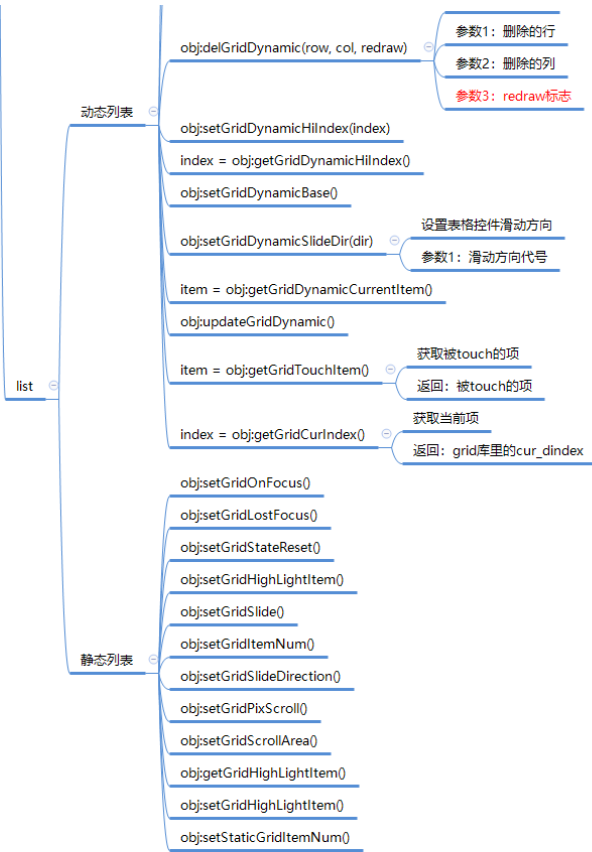 list
动态列表
obj:delGridDynamic(row, col, redraw)
参数1：删除的行
参数2：删除的列
参数3：redraw标志
obj:setGridDynamicHiIndex(index)
index = obj:getGridDynamicHiIndex()
obj:setGridDynamicBase()
obj:setGridDynamicSlideDir(dir)
设置表格控件滑动方向
参数1：滑动方向代号
item = obj:getGridDynamicCurrentItem()
obj:updateGridDynamic()
item = obj:getGridTouchItem()
获取被touch的项
返回：被touch的项
index = obj:getGridCurIndex()
获取当前项
返回：grid库里的cur_dindex
静态列表
obj:setGridOnFocus()
obj:setGridLostFocus()
obj:setGridStateReset()
obj:setGridHighLightItem()
obj:setGridSlide()
obj:setGridItemNum()
obj:setGridSlideDirection()
obj:setGridPixScroll()
obj:setGridScrollArea()
obj:getGridHighLightItem()
obj:setGridHighLightItem()
obj:setStaticGridItemNum()